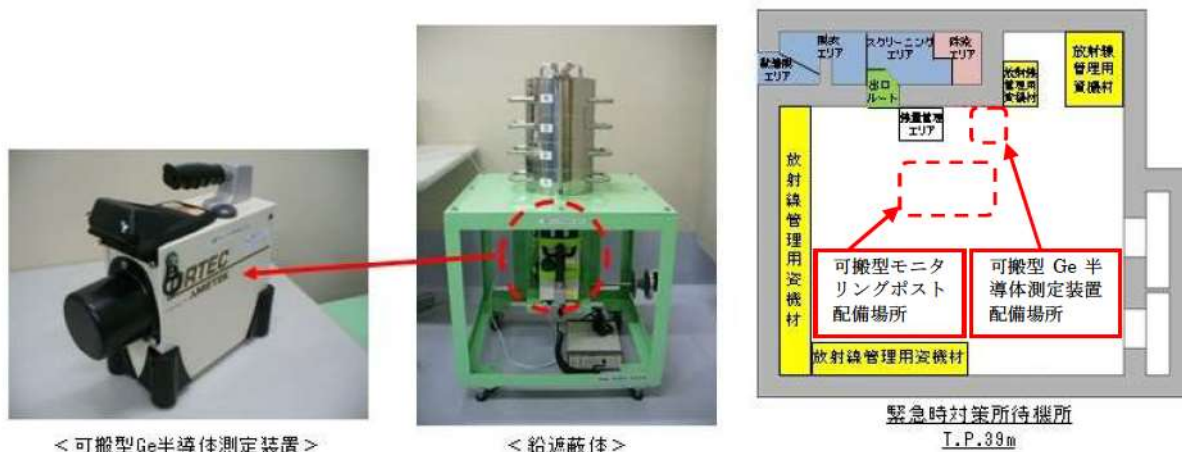 ORTEC
AMETEK
<可搬型Ge半導体測定装置>
<鉛遮蔽体>
脱衣
エリア
スクリーニング
エリア
除染
エリア
エリア
出口
ルート
線量管理
エリア
放射線
管理用
資機材
放射線
管理用
資機材
放射線管理用資機材
可搬型モニタ
リングポスト
配備場所
可搬型 Ge 半
導体測定装置
配備場所
放射線管理用資機材
緊急時対策所待機所
T.P.39m